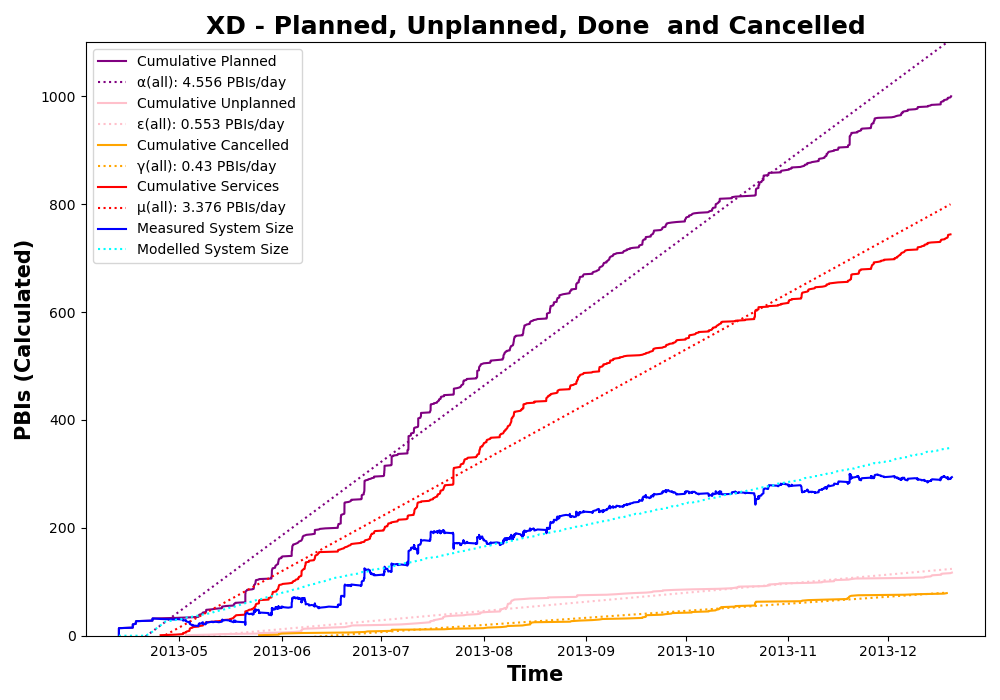 XD - Planned, Unplanned, Done  and Cancelled
Cumulative Planned
α(all): 4.556 PBIs/day
Cumulative Unplanned
ε(all): 0.553 PBIs/day
Cumulative Cancelled
γ(all): 0.43 PBIs/day
Cumulative Services
μ(all): 3.376 PBIs/day
Measured System Size
Modelled System Size
PBIs (Calculated)
1000
800
600
400
200
0
2013-05 2013-06 2013-07 2013-08 2013-09 2013-10 2013-11 2013-12
Time